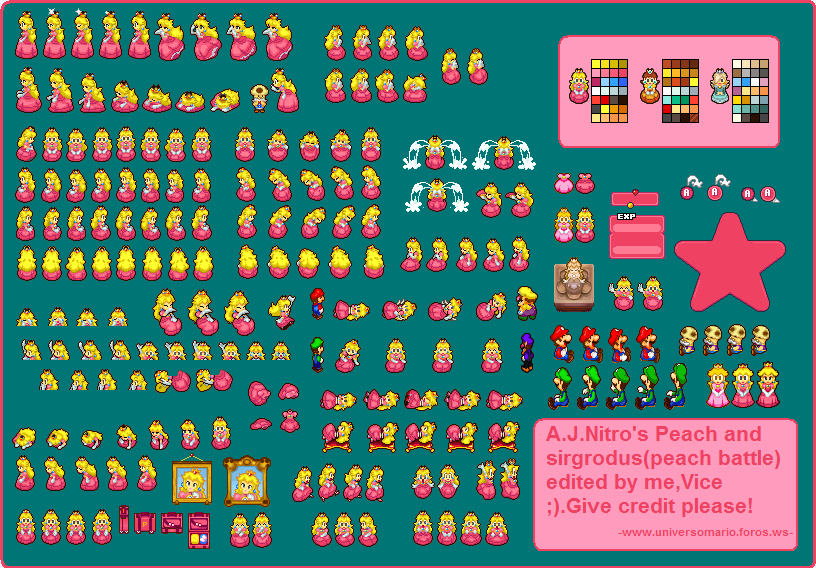 EXP
A
A
A
A
P
A.J.Nitro's Peach and
sirgrodus(peach battle)
edited by me,Vice
;).Give credit please!
-www.universomario.foros.ws-